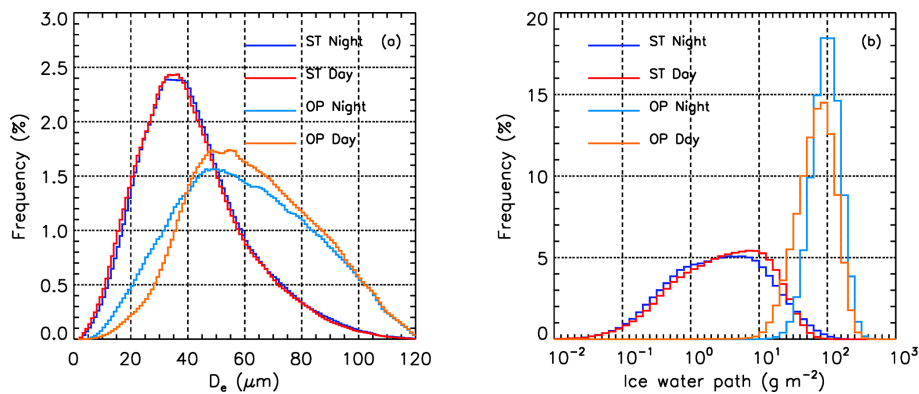 3.0
2.5
2.0
1.5
1.0
0.5
0.0
Frequency (%)
ST Night
ST Day
OP Night
OP Day
(a)
0 20 40 60 80 100 120
Dₑ (μm)
20
15
10
5
0
Frequency (%)
ST Night
ST Day
OP Night
OP Day
(b)
10⁻² 10⁻¹ 10⁰ 10¹ 10² 10³
Ice water path (g m⁻²)